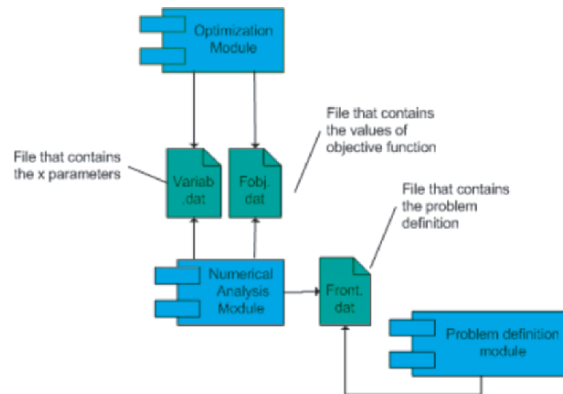 Optimization
Module
File that contains
the values of
objective function
File that contains
the x parameters
Variab
.dat
Fobj.
dat
File that contains
the problem
definition
Numerical
Analysis
Module
Front.
dat
Problem definition
module